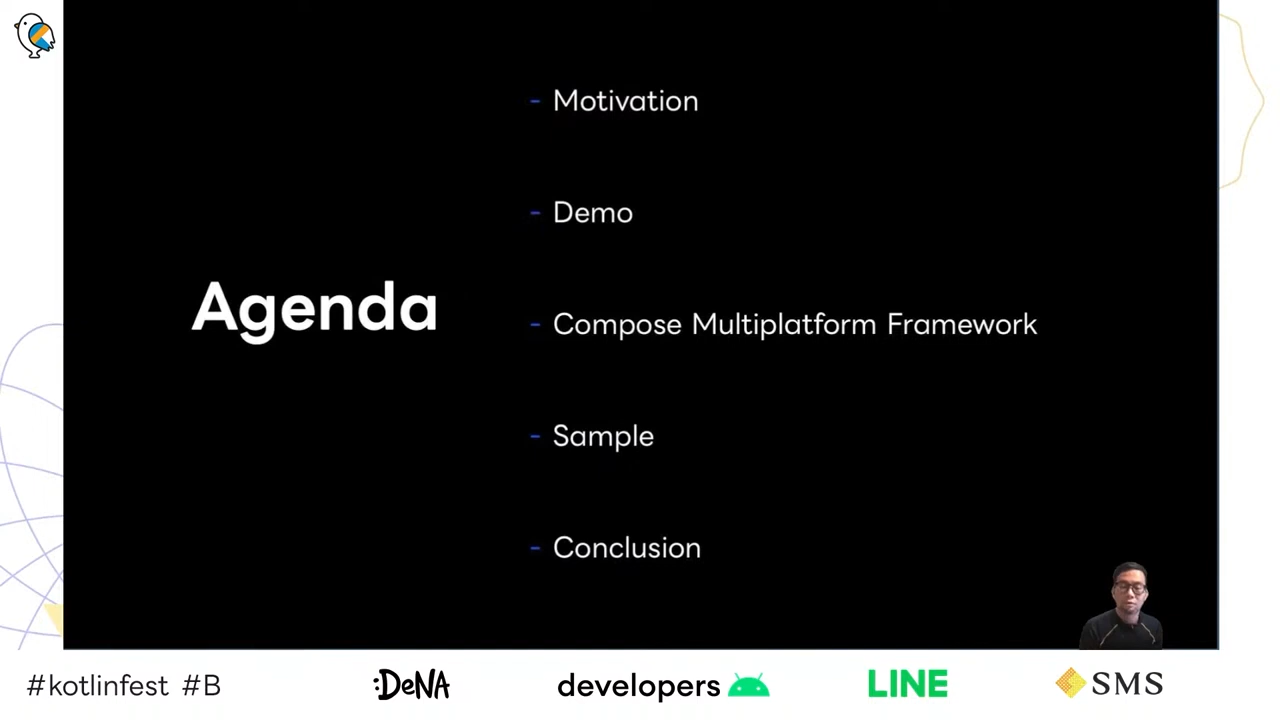 Agenda
- Motivation
- Demo
- Compose Multiplatform Framework
- Sample
- Conclusion
#kotlinfest #B
:DeNA
developers
LINE
SMS